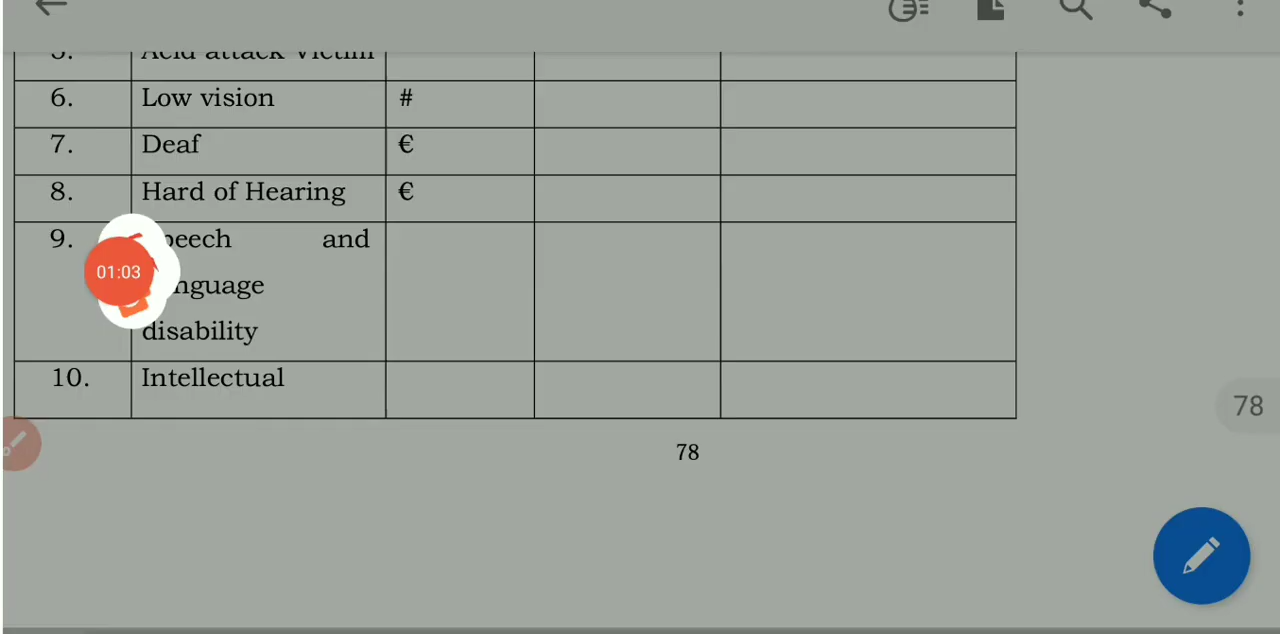 6. Low vision #
7. Deaf €
8. Hard of Hearing €
9. and
01:03
disability
10. Intellectual
78
78